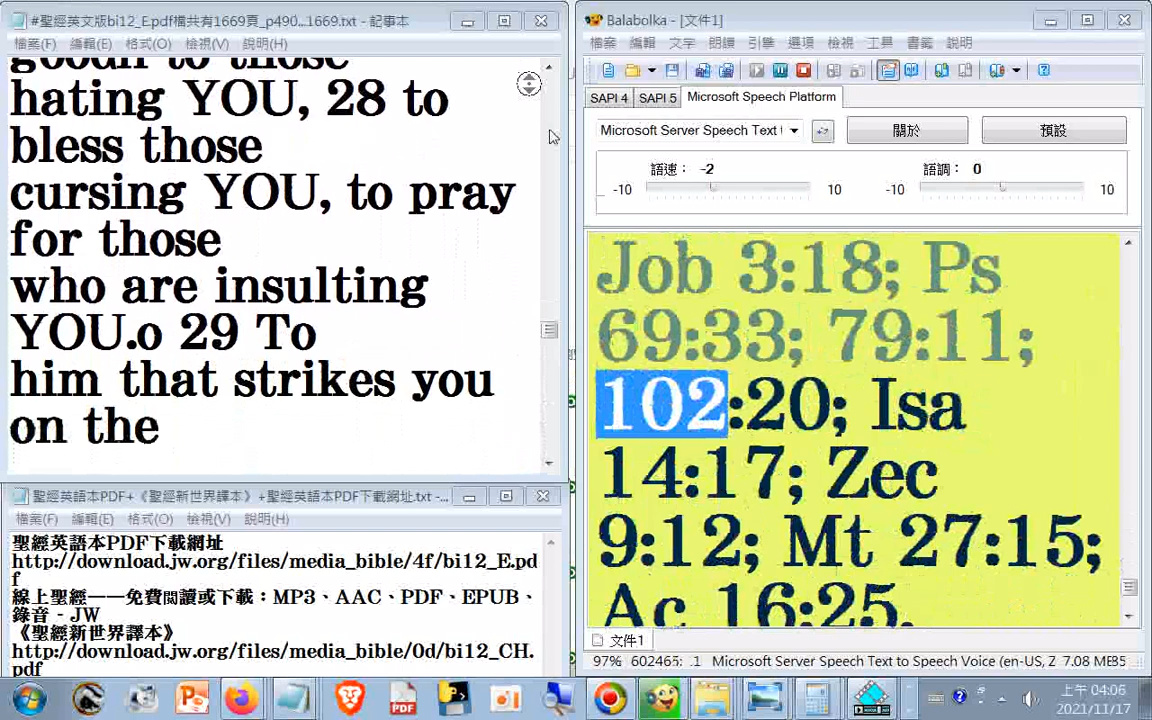 #聖經英文版bi12_E.pdf檔共有1669頁_p490...1669.txt - 記事本
檔案(F) 編輯(E) 格式(O) 檢視(V) 說明(H)
goodn to those
hating YOU, 28 to
bless those
cursing YOU, to pray
for those
who are insulting
YOU.o 29 To
him that strikes you
on the
聖經英語本PDF+《聖經新世界譯本》+聖經英語本PDF下載網址.txt - ...
檔案(F) 編輯(E) 格式(O) 檢視(V) 說明(H)
聖經英語本PDF下載網址
http://download.jw.org/files/media_bible/4f/bi12_E.pd
f
線上聖經——免費閱讀或下載：MP3、AAC、PDF、EPUB、
錄音 - JW
《聖經新世界譯本》
http://download.jw.org/files/media_bible/0d/bi12_CH.
pdf
Balabolka - [文件1]
檔案 編輯 文字 朗讀 引擎 選項 檢視 工具 書籤 說明
SAPI 4 SAPI 5 Microsoft Speech Platform
Microsoft Server Speech Text 關於 預設
語速： -2 語調： 0
-10 10 -10 10
Job 3:18; Ps
69:33; 79:11;
102:20; Isa
14:17; Zec
9:12; Mt 27:15;
Ac 16:25.
文件1
97% 602465: .1 Microsoft Server Speech Text to Speech Voice (en-US, Z 7.08 MB
PDF
上午 04:06
2021/11/17